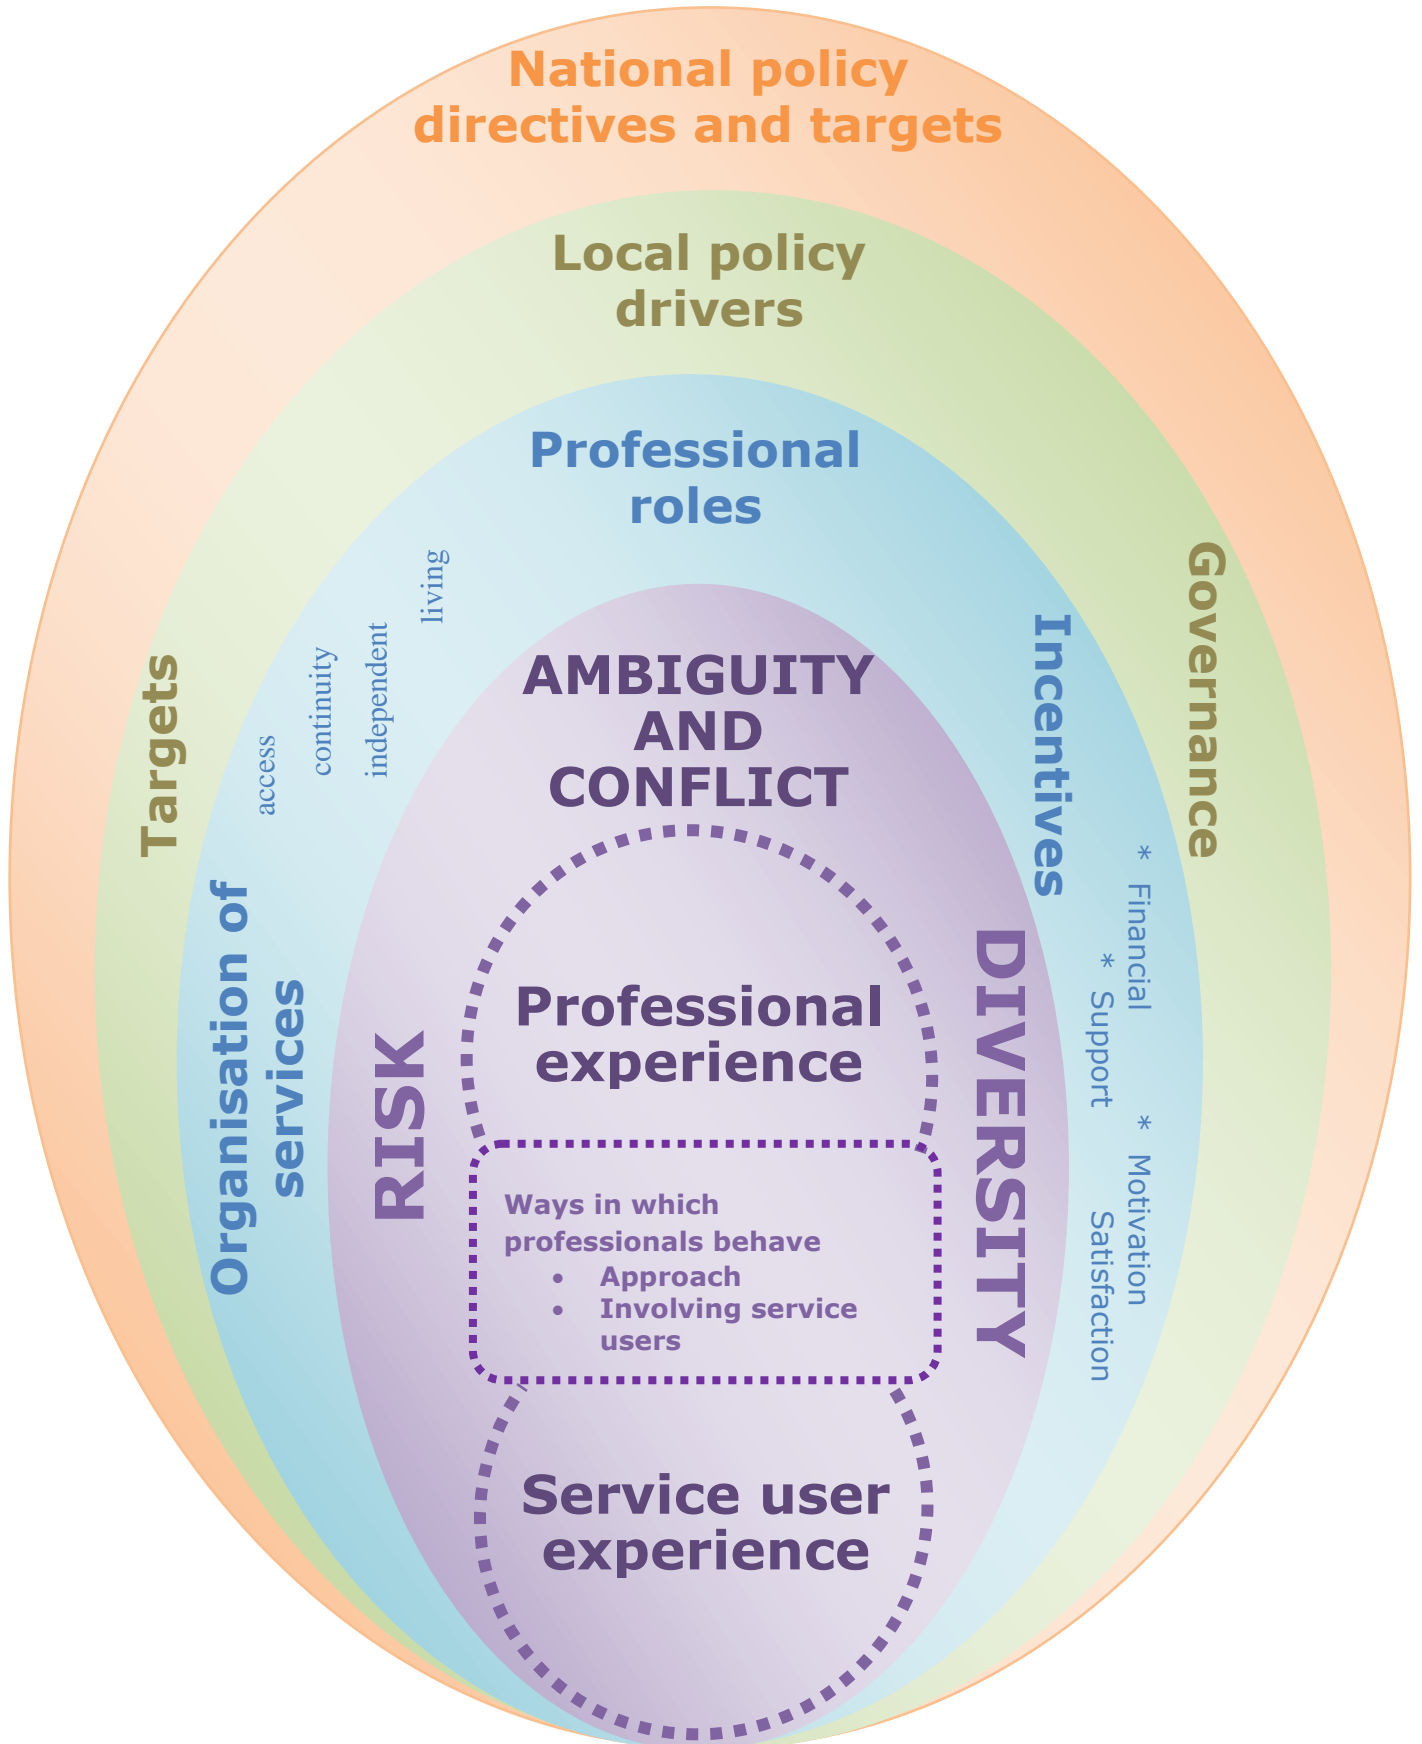 National policy
directives and targets
Local policy
drivers
Professional
roles
Targets
Organisation of
services
access
continuity
independent
living
Incentives
* Financial
* Support
* Motivation
Satisfaction
Governance
AMBIGUITY
AND
CONFLICT
RISK
DIVERSITY
Professional
experience
Ways in which
professionals behave
• Approach
• Involving service
users
Service user
experience